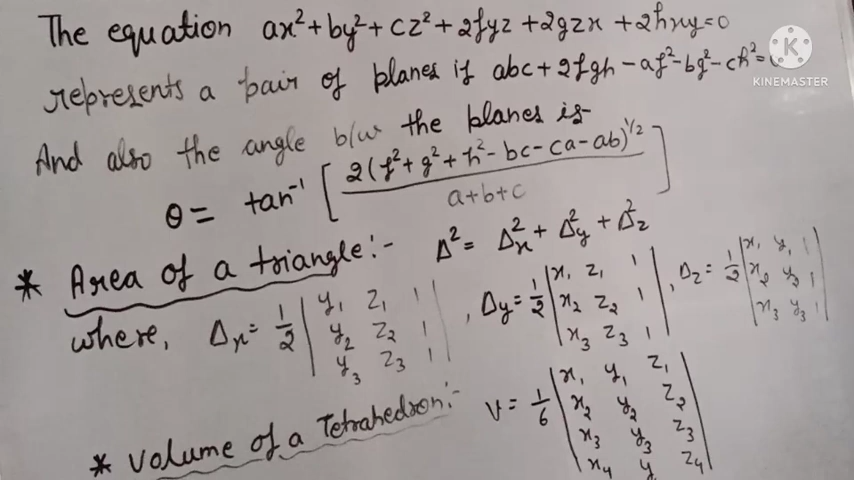 The equation ax²+by²+cz²+2fyz+2gzx+2hxy=0
represents a pair of planes if abc+2fgh-af²-bg²-ch²=
KINEMASTER
And also the angle b/w the planes is-
θ = tan⁻¹ [ 2(f²+g²+h²-bc-ca-ab)^1/2 / a+b+c ]
* Area of a triangle:- Δ² = Δ²x + Δ²y + Δ²z
where, Δx = 1/2 | y₁ z₁ 1 | , Δy = 1/2 | x₁ z₁ 1 | , Δz = 1/2 | x₁ y₁ 1 |
| y₂ z₂ 1 | | x₂ z₂ 1 | | x₂ y₂ 1 |
| y₃ z₃ 1 | | x₃ z₃ 1 | | x₃ y₃ 1 |
* Volume of a Tetrahedron:- V = 1/6 | x₁ y₁ z₁ |
| x₂ y₂ z₂ |
| x₃ y₃ z₃ |
| x₄ y z₄ |